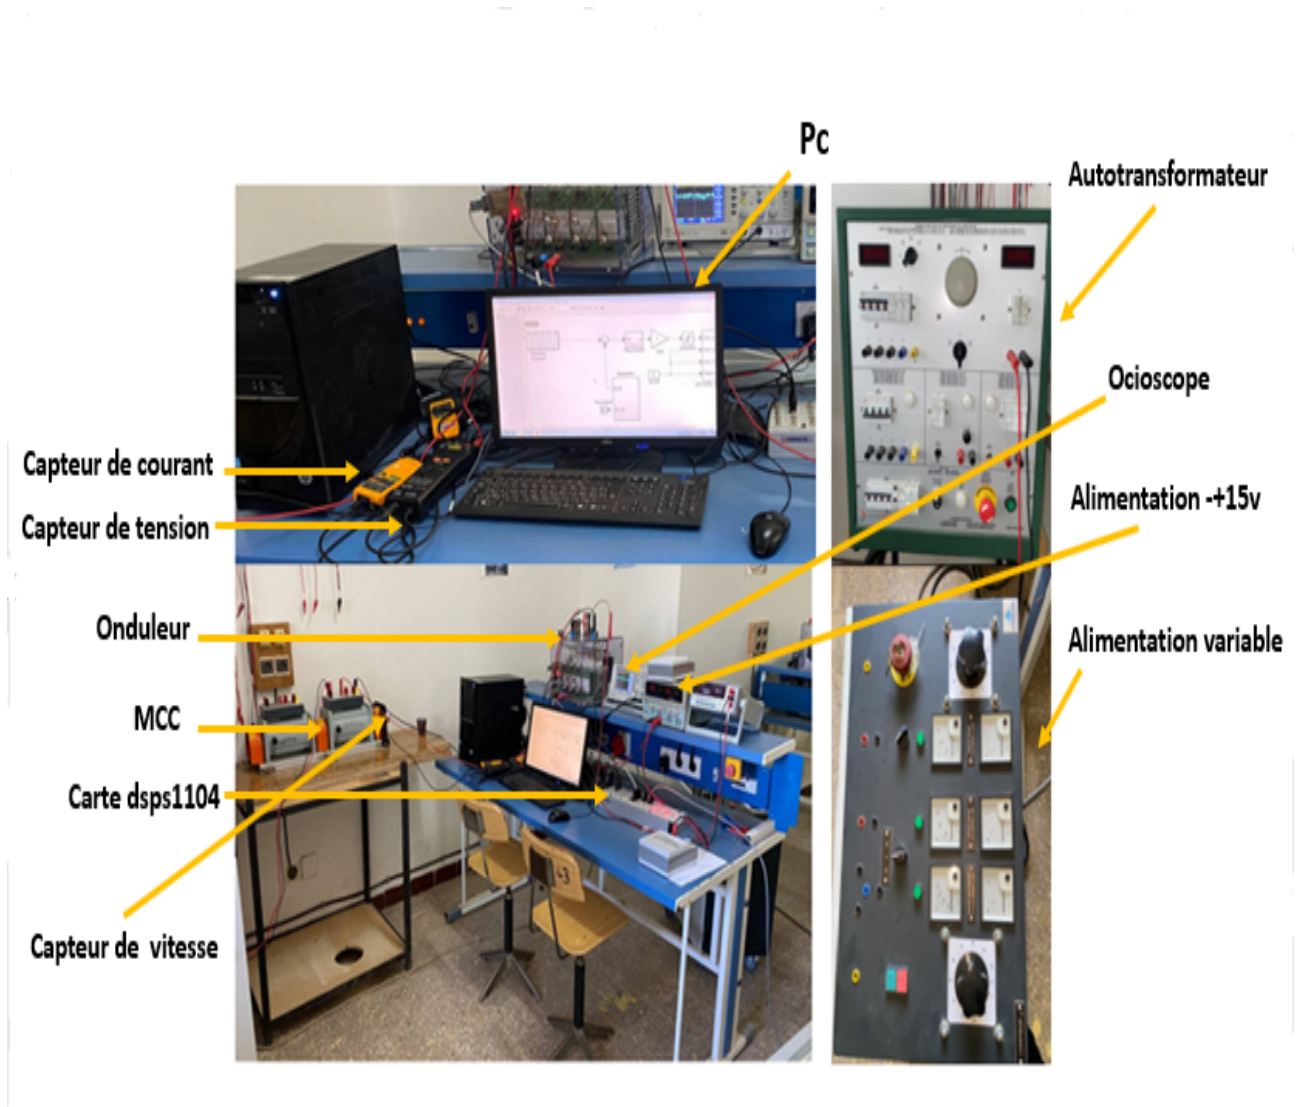 Pc
Autotransformateur
Ocioscope
Capteur de courant
Alimentation -+15v
Capteur de tension
Onduleur
Alimentation variable
MCC
Carte dsps1104
Capteur de vitesse